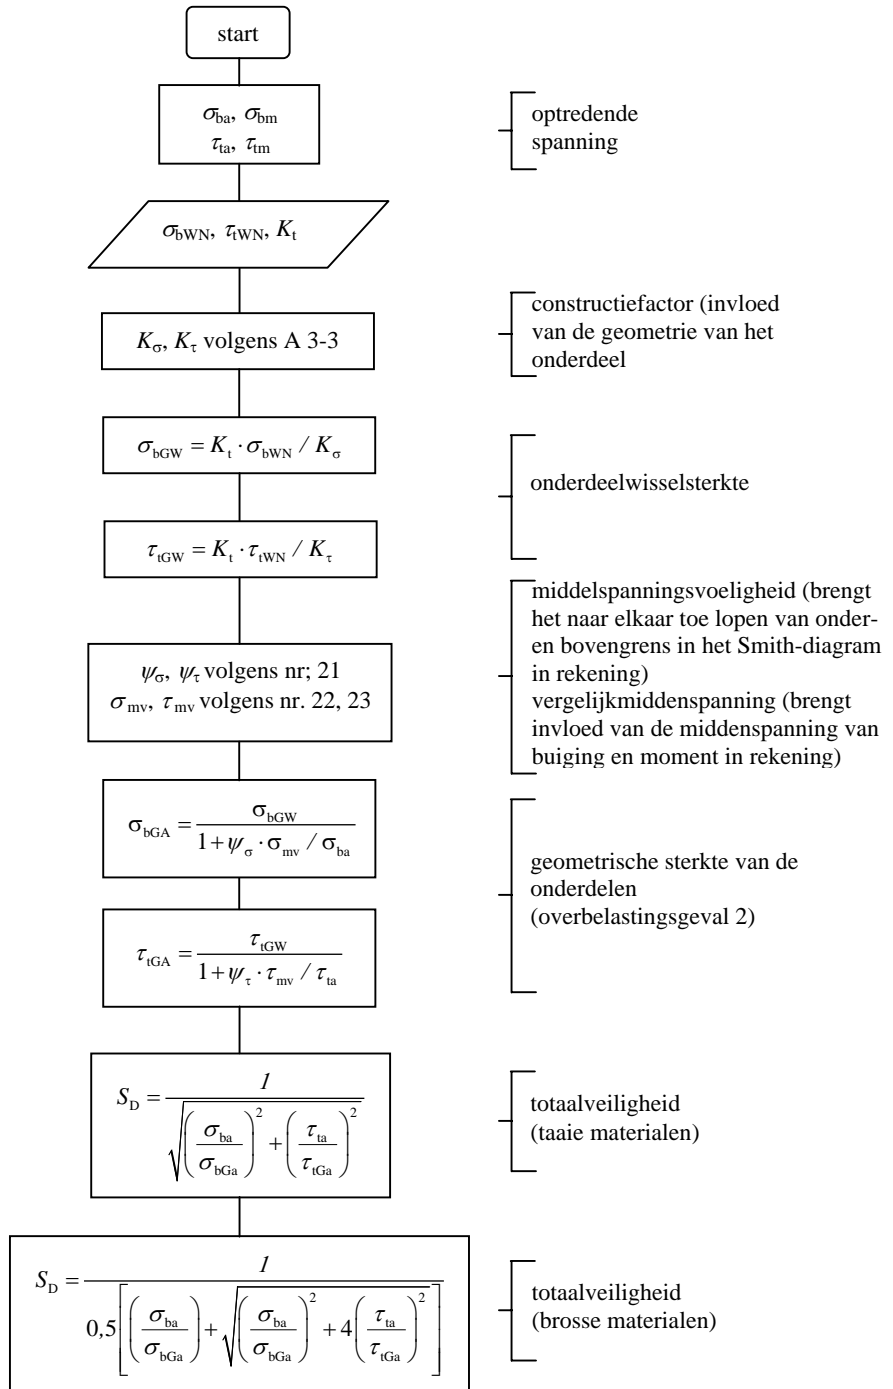 start
σba, σbm
τta, τtm
optredende
spanning
σbWN, τtWN, Kt
Kσ, Kτ volgens A 3-3
constructiefactor (invloed
van de geometrie van het
onderdeel
σbGW = Kt · σbWN / Kσ
τtGW = Kt · τtWN / Kτ
onderdeelwisselsterkte
ψσ, ψτ volgens nr; 21
σmv, τmv volgens nr. 22, 23
middelspanningsvoeligheid (brengt
het naar elkaar toe lopen van onder-
en bovengrens in het Smith-diagram
in rekening)
vergelijkmiddenspanning (brengt
invloed van de middenspanning van
buiging en moment in rekening)
σbGA = σbGW / (1 + ψσ · σmv / σba)
τtGA = τtGW / (1 + ψτ · τmv / τta)
geometrische sterkte van de
onderdelen
(overbelastingsgeval 2)
SD = 1 / √((σba / σbGa)² + (τta / τtGa)²)
totaalveiligheid
(taaie materialen)
SD = 1 / 0,5[(σba / σbGa) + √((σba / σbGa)² + 4(τta / τtGa)²)]
totaalveiligheid
(brosse materialen)